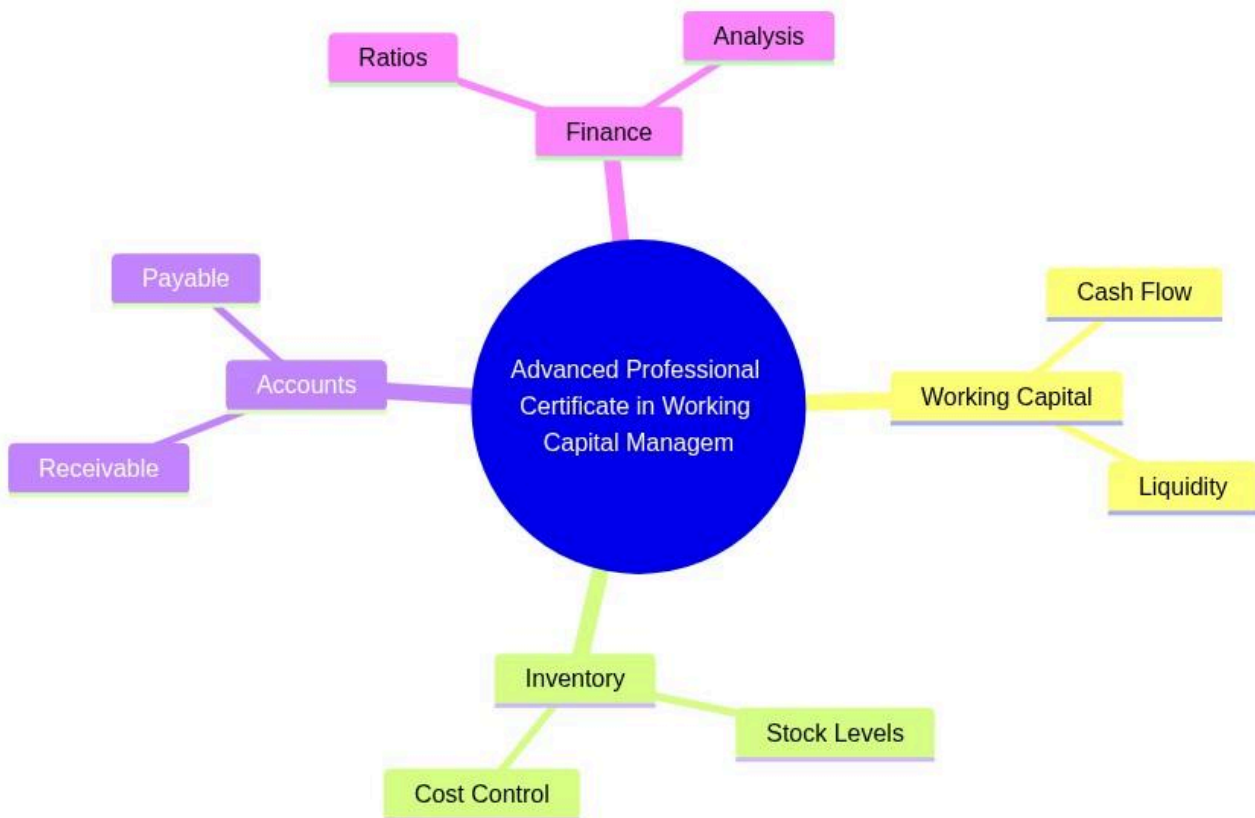 Analysis
Ratios
Finance
Payable
Cash Flow
Advanced Professional
Certificate in Working
Capital Managem
Accounts
Working Capital
Receivable
Liquidity
Inventory
Stock Levels
Cost Control